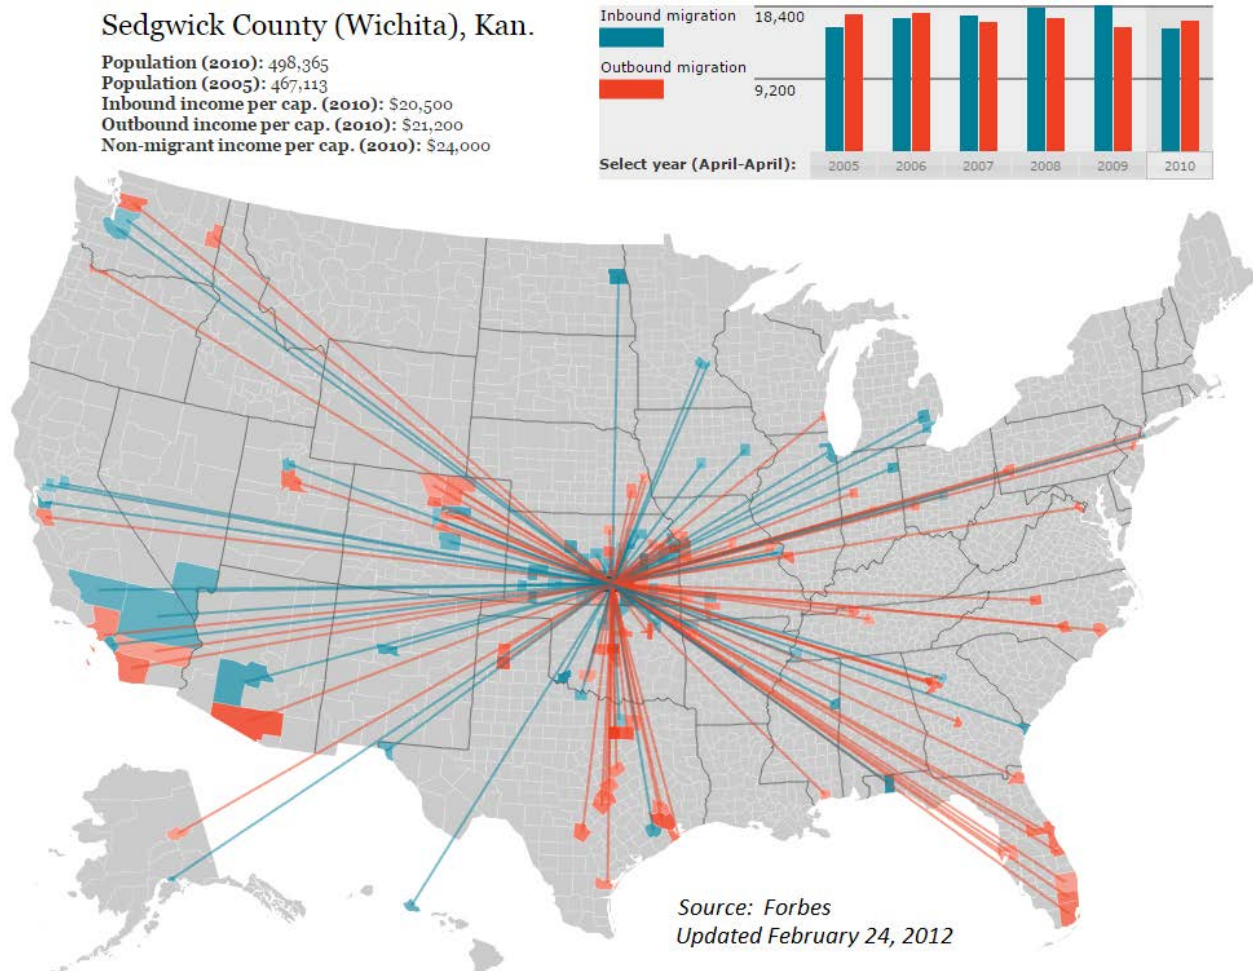 Sedgwick County (Wichita), Kan.
Population (2010): 498,365
Population (2005): 467,113
Inbound income per cap. (2010): $20,500
Outbound income per cap. (2010): $21,200
Non-migrant income per cap. (2010): $24,000
Inbound migration
18,400
Outbound migration
9,200
Select year (April-April): 2005 2006 2007 2008 2009 2010
Source: Forbes
Updated February 24, 2012